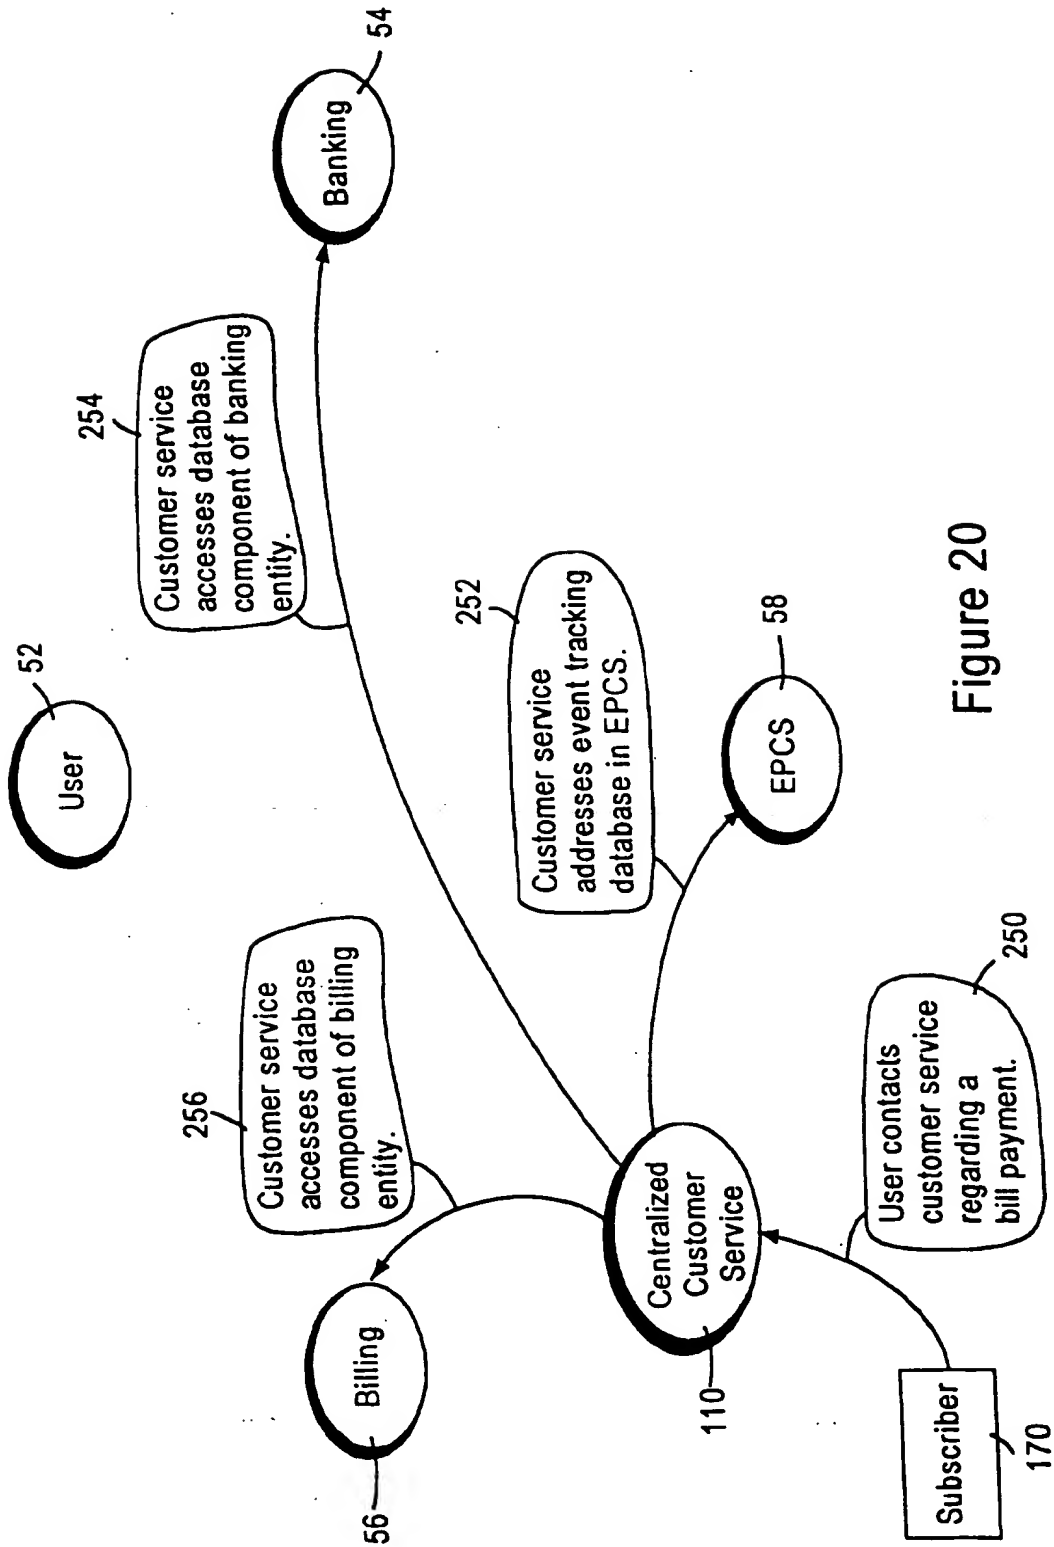 User
52
Banking
54
Customer service
accesses database
component of banking
entity.
254
Customer service
accesses database
component of billing
entity.
256
Billing
56
Customer service
addresses event tracking
database in EPCS.
252
EPCS
58
Centralized
Customer
Service
110
User contacts
customer service
regarding a
bill payment.
250
Subscriber
170
Figure 20